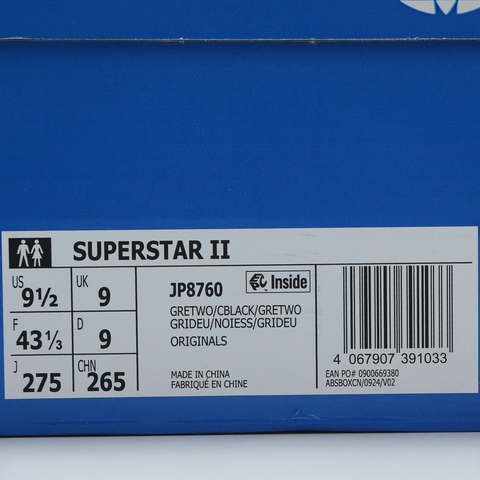 SUPERSTAR II
US 9½ UK 9
F 43⅓ D 9
J 275 CHN 265
JP8760 Inside
GRETWO/CBLACK/GRETWO
GRIDEU/NOIESS/GRIDEU
ORIGINALS
MADE IN CHINA
FABRIQUÉ EN CHINE
4 067907 391033
EAN PO# 0900669380
ABSBOXCN/0924/V02